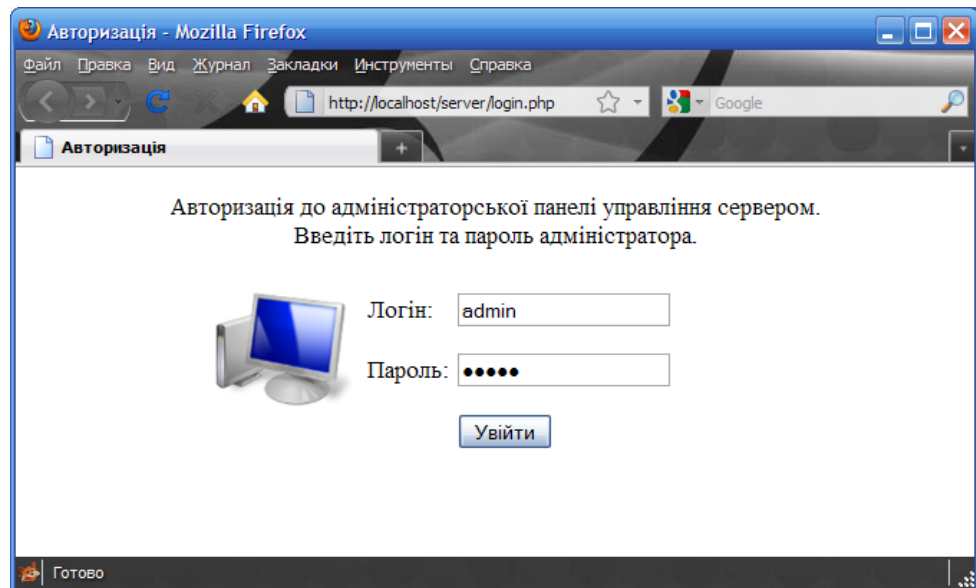 Авторизація - Mozilla Firefox
Файл Правка Вид Журнал Закладки Инструменты Справка
http://localhost/server/login.php
Google
Авторизація
Авторизація до адміністраторської панелі управління сервером.
Введіть логін та пароль адміністратора.
Логін: admin
Пароль: •••••
Увійти
Готово